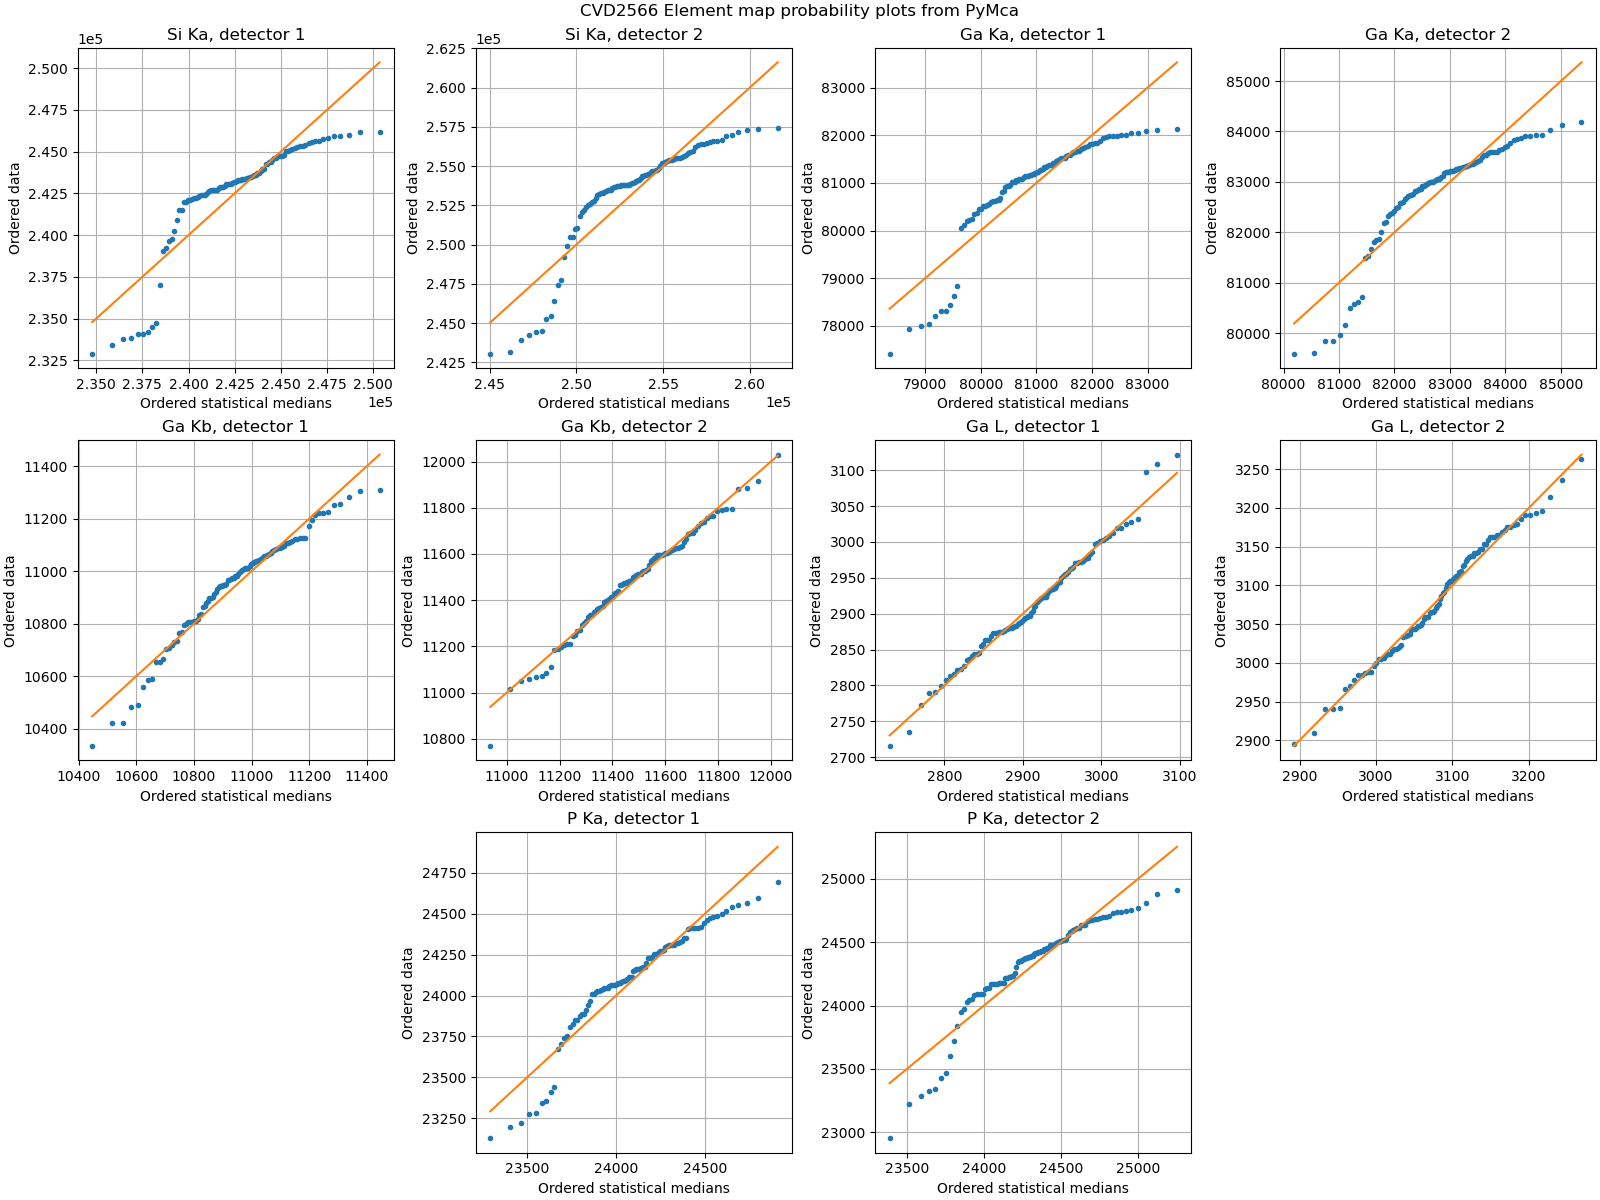 CVD2566 Element map probability plots from PyMca
Si Ka, detector 1
1e5
2.500
2.475
2.450
2.425
2.400
2.375
2.350
2.325
Ordered data
2.350 2.375 2.400 2.425 2.450 2.475 2.500
1e5
Ordered statistical medians
Si Ka, detector 2
1e5
2.625
2.600
2.575
2.550
2.525
2.500
2.475
2.450
2.425
Ordered data
2.45 2.50 2.55 2.60
1e5
Ordered statistical medians
Ga Ka, detector 1
83000
82000
81000
80000
79000
78000
Ordered data
79000 80000 81000 82000 83000
Ordered statistical medians
Ga Ka, detector 2
85000
84000
83000
82000
81000
80000
Ordered data
80000 81000 82000 83000 84000 85000
Ordered statistical medians
Ga Kb, detector 1
11400
11200
11000
10800
10600
10400
Ordered data
10400 10600 10800 11000 11200 11400
Ordered statistical medians
Ga Kb, detector 2
12000
11800
11600
11400
11200
11000
10800
Ordered data
11000 11200 11400 11600 11800 12000
Ordered statistical medians
Ga L, detector 1
3100
3050
3000
2950
2900
2850
2800
2750
2700
Ordered data
2800 2900 3000 3100
Ordered statistical medians
Ga L, detector 2
3250
3200
3150
3100
3050
3000
2950
2900
Ordered data
2900 3000 3100 3200
Ordered statistical medians
P Ka, detector 1
24750
24500
24250
24000
23750
23500
23250
Ordered data
23500 24000 24500
Ordered statistical medians
P Ka, detector 2
25000
24500
24000
23500
23000
Ordered data
23500 24000 24500 25000
Ordered statistical medians